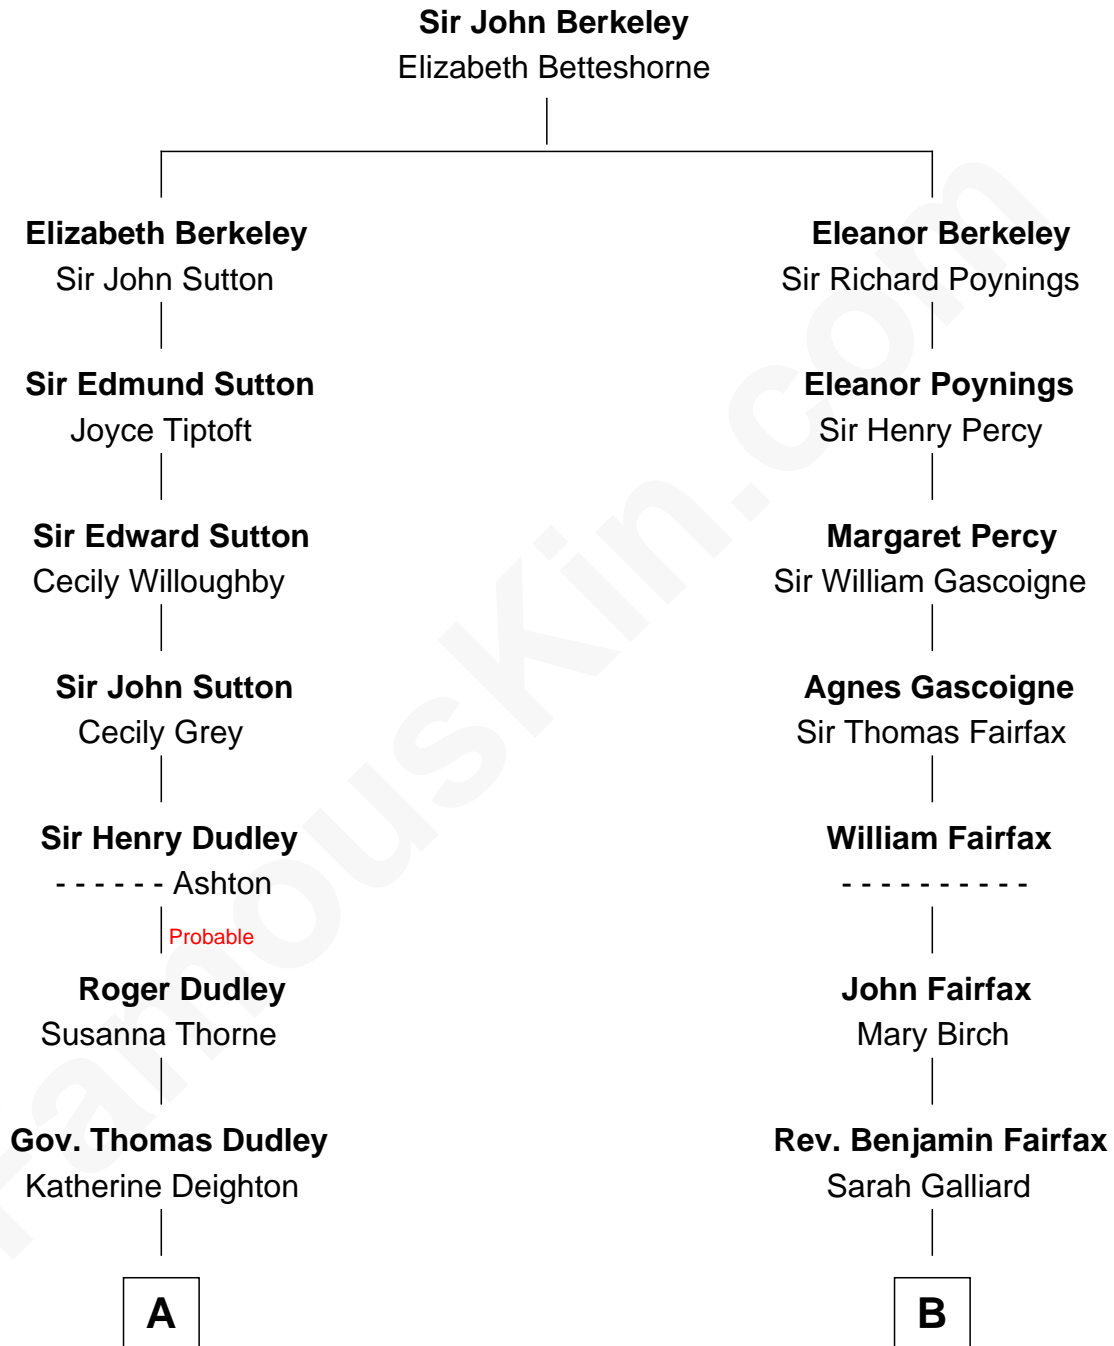 Sir John Berkeley
Elizabeth Betteshorne
Elizabeth Berkeley
Sir John Sutton
Eleanor Berkeley
Sir Richard Poynings
Sir Edmund Sutton
Joyce Tiptoft
Eleanor Poynings
Sir Henry Percy
Sir Edward Sutton
Cecily Willoughby
Margaret Percy
Sir William Gascoigne
Sir John Sutton
Cecily Grey
Agnes Gascoigne
Sir Thomas Fairfax
Sir Henry Dudley
- - - - - - Ashton
William Fairfax
- - - - - - - - - -
Probable
Roger Dudley
Susanna Thorne
John Fairfax
Mary Birch
Gov. Thomas Dudley
Katherine Deighton
Rev. Benjamin Fairfax
Sarah Galliard
A
B
FamousKin.com